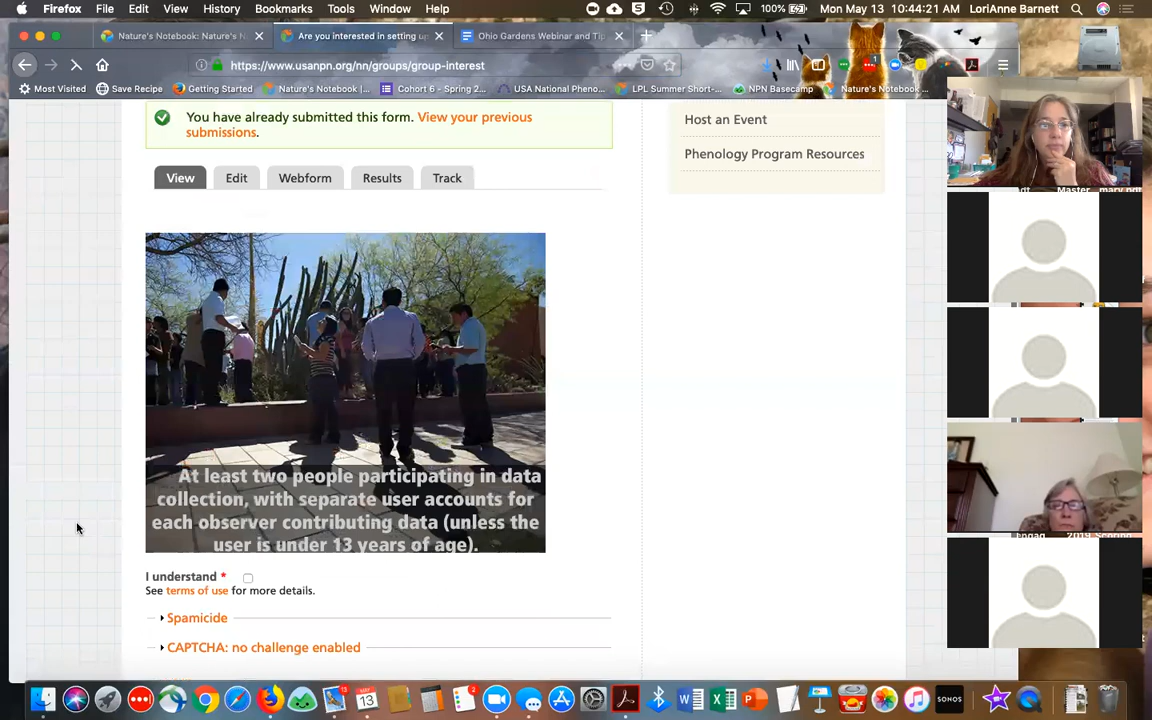 Firefox File Edit View History Bookmarks Tools Window Help 100% Mon May 13 10:44:21 AM LoriAnne Barnett
Nature's Notebook: Nature's N Are you interested in setting up Ohio Gardens Webinar and Tip
https://www.usanpn.org/nn/groups/group-interest
Most Visited Save Recipe Getting Started Nature's Notebook |... Cohort 6 - Spring 2... USA National Pheno... LPL Summer Short-... NPN Basecamp Nature's Notebook ...
You have already submitted this form. View your previous
submissions.
Host an Event
Phenology Program Resources
View Edit Webform Results Track
At least two people participating in data
collection, with separate user accounts for
each observer contributing data (unless the
user is under 13 years of age).
I understand *
See terms of use for more details.
Spamicide
CAPTCHA: no challenge enabled
Master
2019
13
SONOS